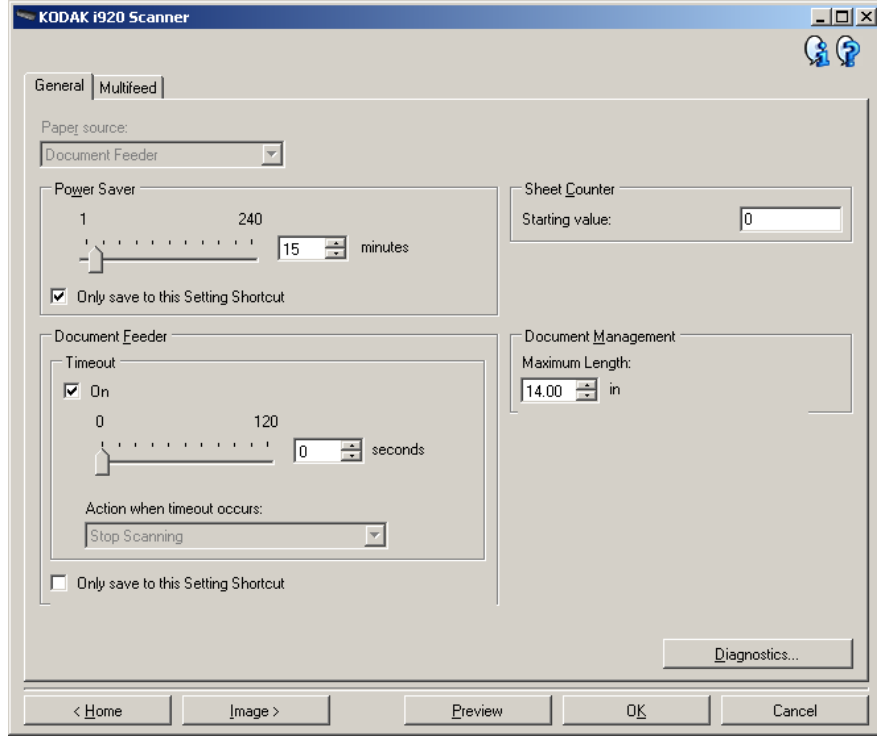 KODAK i920 Scanner
General
Multifeed
Paper source:
Document Feeder
Power Saver
1 240
15 minutes
Only save to this Setting Shortcut
Sheet Counter
Starting value: 0
Document Feeder
Timeout
On
0 120
0 seconds
Action when timeout occurs:
Stop Scanning
Only save to this Setting Shortcut
Document Management
Maximum Length:
14.00 in
Diagnostics...
< Home
Image >
Preview
OK
Cancel